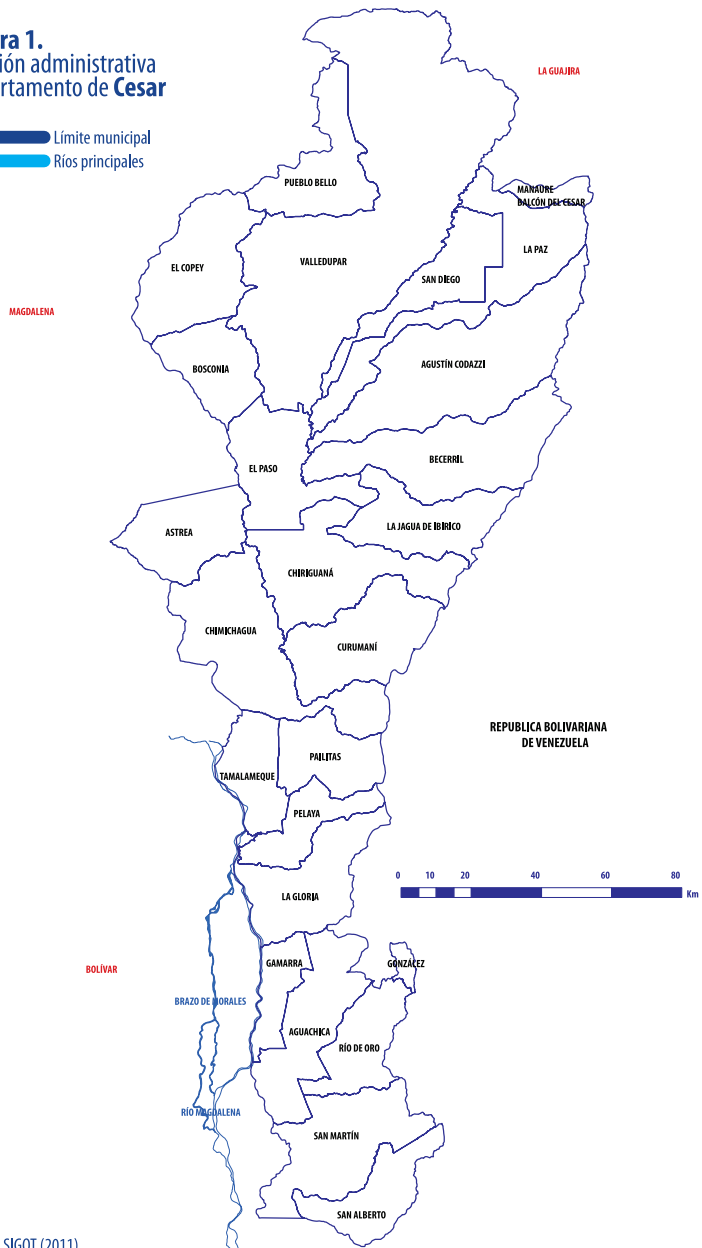 ra 1.
ión administrativa
rtamento de Cesar
Límite municipal
Ríos principales
LA GUAJIRA
PUEBLO BELLO
MANAURE
BALCÓN DEL CESAR
EL COPEY
VALLEDUPAR
SAN DIEGO
LA PAZ
MAGDALENA
BOSCONIA
AGUSTÍN CODAZZI
EL PASO
BECERRIL
ASTREA
LA JAGUA DE IBIRICO
CHIRIGUANÁ
CHIMICHAGUA
CURUMANÍ
REPUBLICA BOLIVARIANA
DE VENEZUELA
TAMALAMEQUE
PAILITAS
PELAYA
0 10 20 40 60 80
Km
LA GLORIA
BOLÍVAR
GAMARRA
GONZÁCEZ
BRAZO DE MORALES
AGUACHICA
RÍO DE ORO
RÍO MAGDALENA
SAN MARTÍN
SAN ALBERTO
SIGOT (2011)